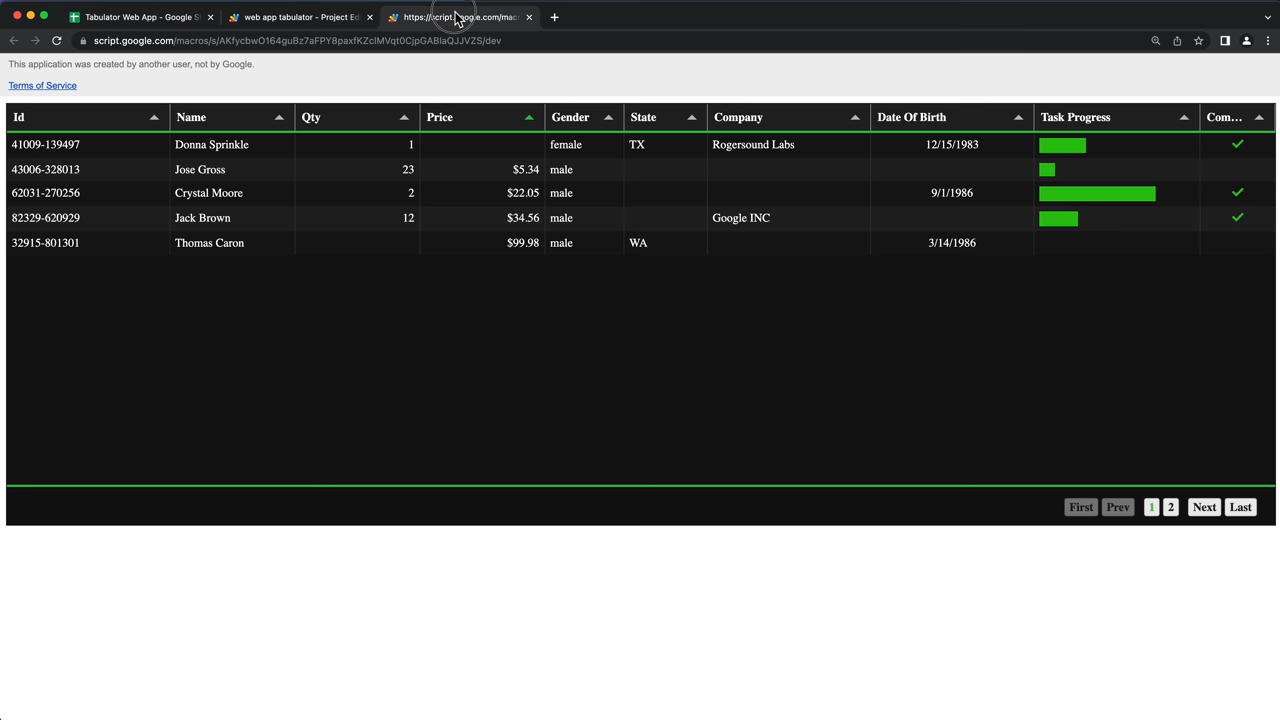 Tabulator Web App - Google S
web app tabulator - Project Edi
https://script.google.com/mac
script.google.com/macros/s/AKfycbwO164guBz7aFPY8paxfKZclMVqt0CjpGABlaQJJVZS/dev
This application was created by another user, not by Google.
Terms of Service
Id Name Qty Price Gender State Company Date Of Birth Task Progress Com...
41009-139497 Donna Sprinkle 1 female TX Rogersound Labs 12/15/1983
43006-328013 Jose Gross 23 $5.34 male
62031-270256 Crystal Moore 2 $22.05 male 9/1/1986
82329-620929 Jack Brown 12 $34.56 male Google INC
32915-801301 Thomas Caron $99.98 male WA 3/14/1986
First Prev 1 2 Next Last